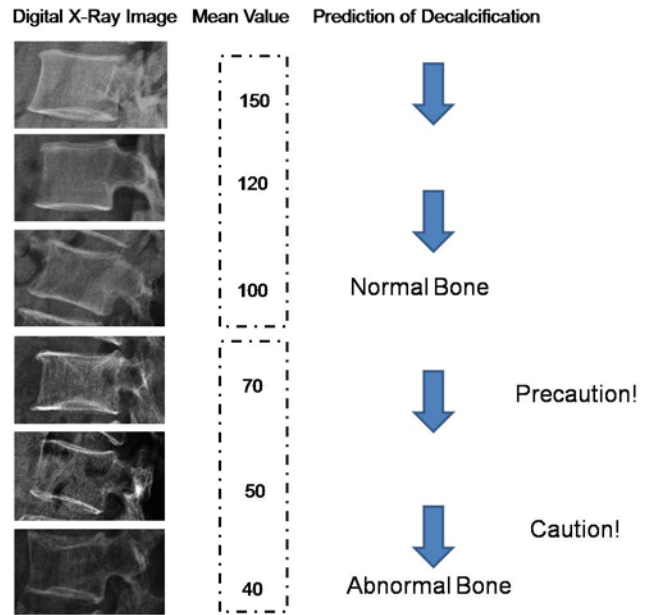 Digital X-Ray Image Mean Value Prediction of Decalcification
150
120
100 Normal Bone
70 Precaution!
50
Caution!
40 Abnormal Bone